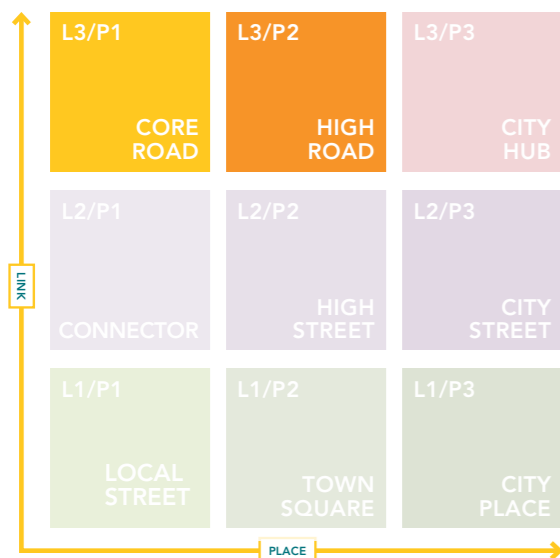 L3/P1
CORE
ROAD
L3/P2
HIGH
ROAD
L3/P3
CITY
HUB
L2/P1
CONNECTOR
L2/P2
HIGH
STREET
L2/P3
CITY
STREET
LINK
L1/P1
LOCAL
STREET
L1/P2
TOWN
SQUARE
L1/P3
CITY
PLACE
PLACE